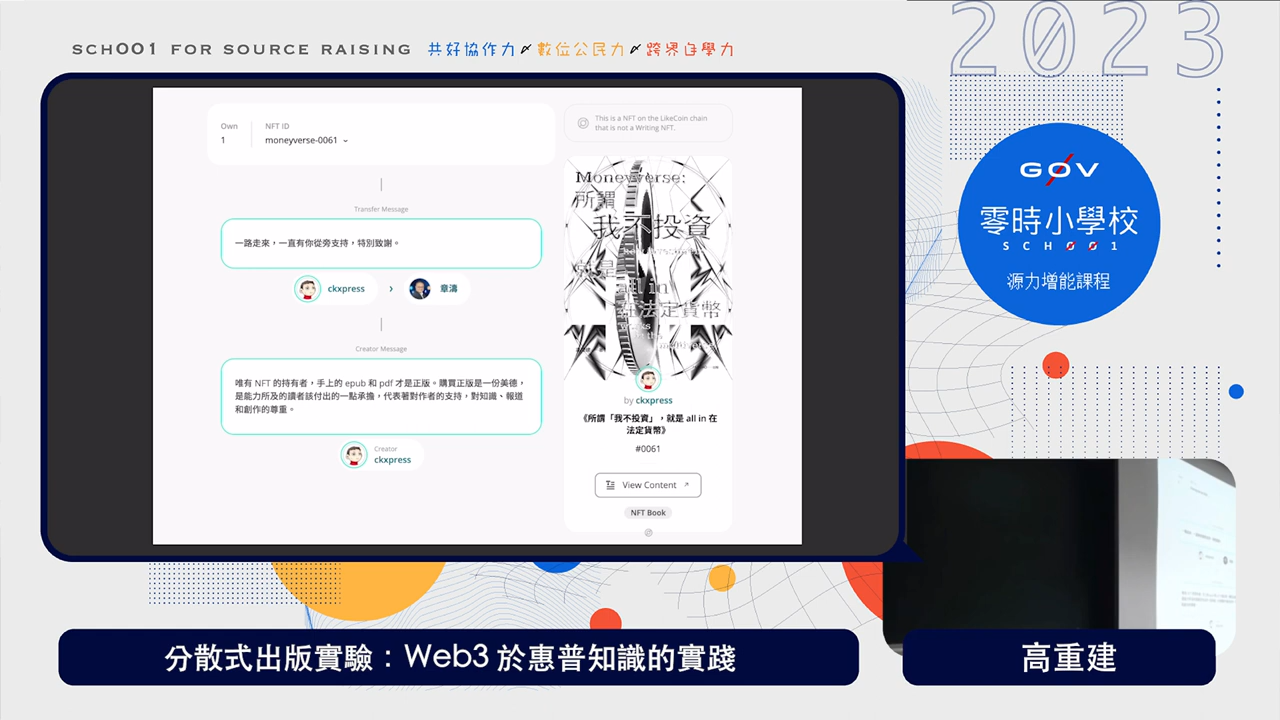 SCH001 FOR SOURCE RAISING 共好協作力 數位公民力 跨界自學力
2023
GØV
零時小學校
SCH001
源力增能課程
Own
1
NFT ID
moneyverse-0061
Transfer Message
一路走來，一直有你從旁支持，特別致謝。
ckxpress › 章濤
Creator Message
唯有 NFT 的持有者，手上的 epub 和 pdf 才是正版。購買正版是一份美德，
是能力所及的讀者該付出的一點承擔，代表著對作者的支持，對知識、報道
和創作的尊重。
Creator
ckxpress
This is a NFT on the LikeCoin chain
that is not a Writing NFT.
Moneyverse:
所謂
我不投資
就是
all in
在法定貨幣
by ckxpress
《所謂「我不投資」，就是 all in 在
法定貨幣》
#0061
View Content
NFT Book
分散式出版實驗：Web3 於惠普知識的實踐
高重建